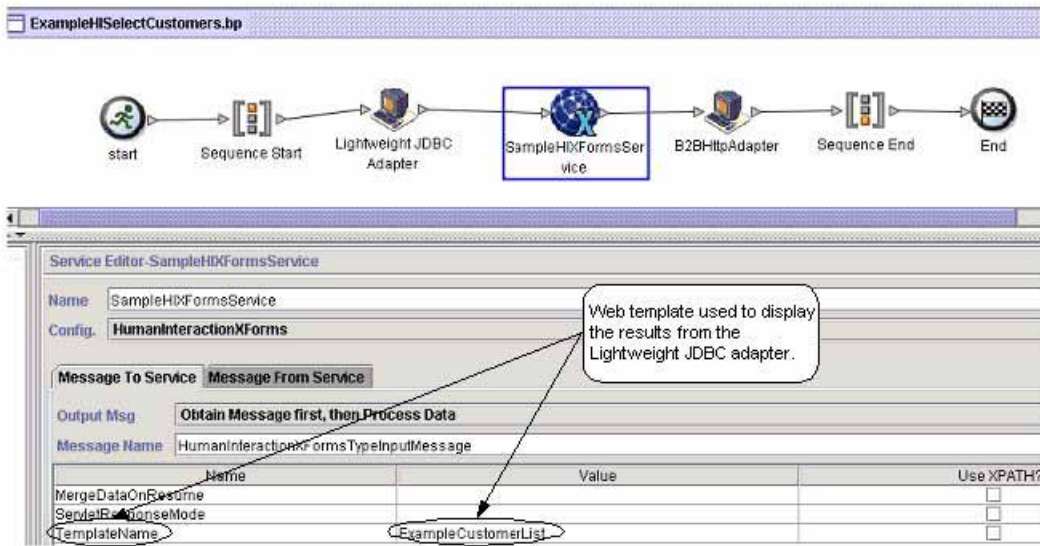 ExampleHISelectCustomers.bp
start
Sequence Start
Lightweight JDBC
Adapter
SampleHIXFormsSer
vice
B2BHttpAdapter
Sequence End
End
Service Editor-SampleHIXFormsService
Name SampleHIXFormsService
Config. HumanInteractionXForms
Web template used to display
the results from the
Lightweight JDBC adapter.
Message To Service Message From Service
Output Msg Obtain Message first, then Process Data
Message Name HumanInteractionXFormsTypeInputMessage
Name Value Use XPATH?
MergeDataOnResume
ServletResponseMode
TemplateName ExampleCustomerList